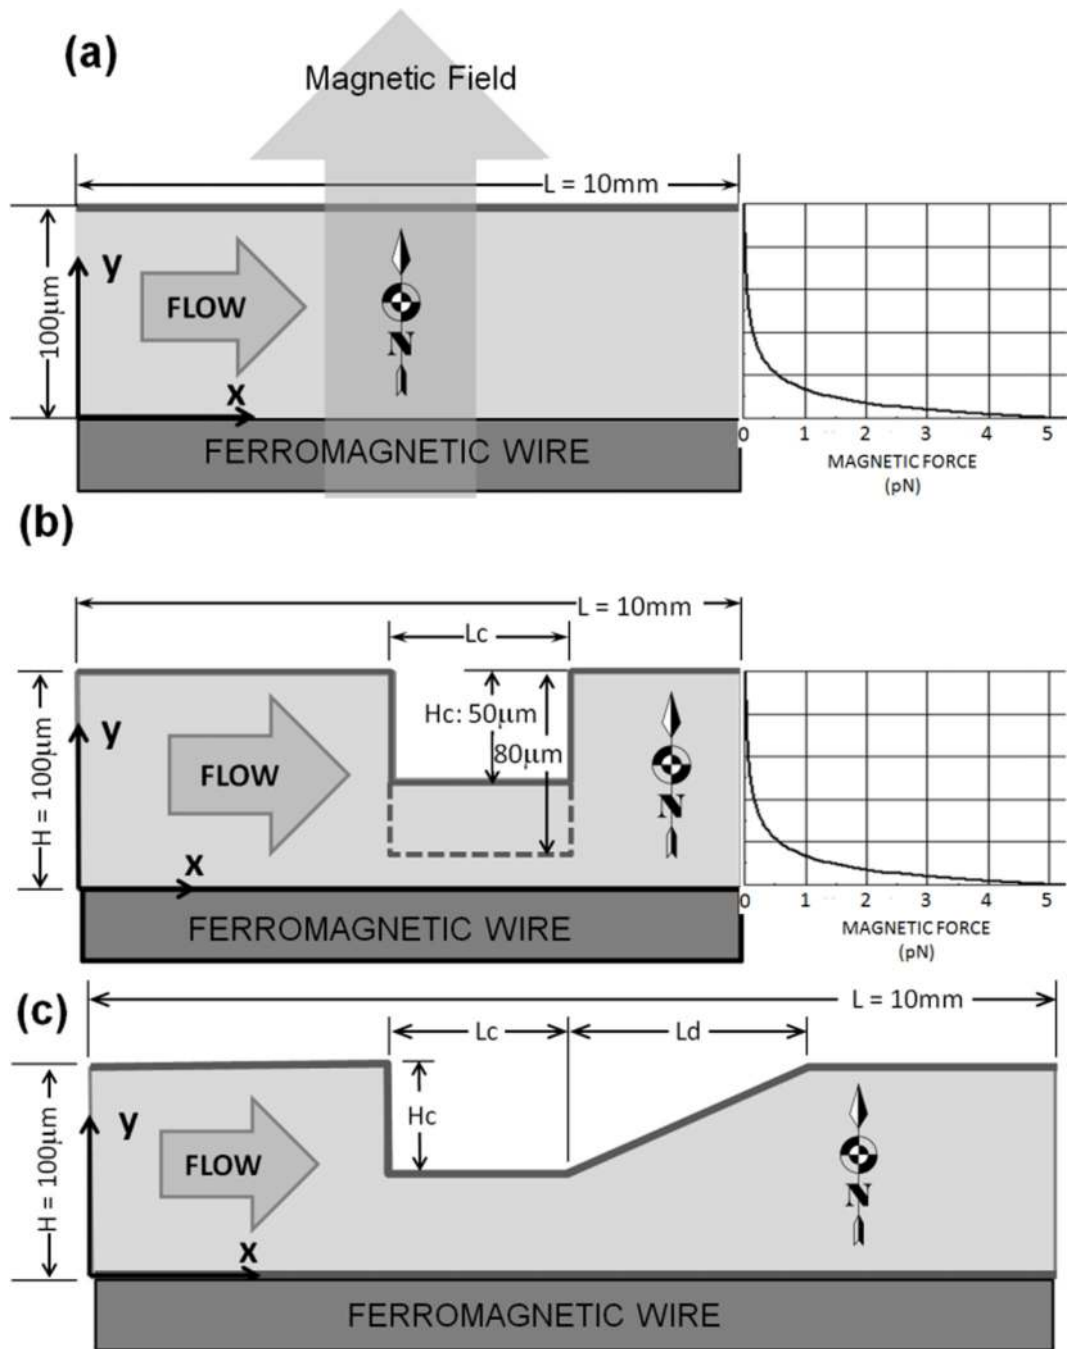 (a)
Magnetic Field
L = 10mm
100μm
y
FLOW
N
x
FERROMAGNETIC WIRE
0 1 2 3 4 5
MAGNETIC FORCE
(pN)
(b)
L = 10mm
Lc
H = 100μm
y
Hc: 50μm
80μm
FLOW
N
x
FERROMAGNETIC WIRE
0 1 2 3 4 5
MAGNETIC FORCE
(pN)
(c)
L = 10mm
Lc
Ld
H = 100μm
y
Hc
FLOW
N
x
FERROMAGNETIC WIRE